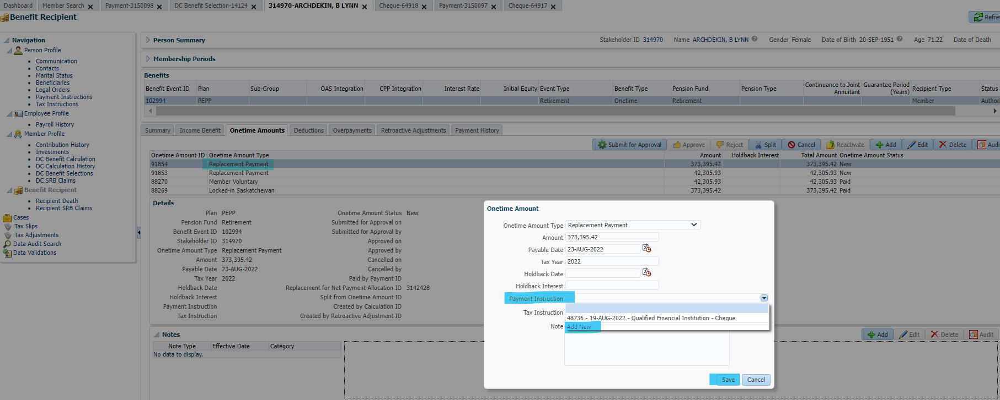 Dashboard Member Search Payment-3150098 DC Benefit Selection-14124 314970-ARCHDEKIN, B LYNN Cheque-64918 Payment-3150097 Cheque-64917
Benefit Recipient
Refres
Navigation
Person Profile
Communication
Contacts
Marital Status
Beneficiaries
Legal Orders
Payment Instructions
Tax Instructions
Employee Profile
Payroll History
Member Profile
Contribution History
Investments
DC Benefit Calculation
DC Calculation History
DC Benefit Selections
DC SRB Claims
Benefit Recipient
Recipient Death
Recipient SRB Claims
Cases
Tax Slips
Tax Adjustments
Data Audit Search
Data Validations
Person Summary Stakeholder ID 314970 Name ARCHDEKIN, B LYNN Gender Female Date of Birth 20-SEP-1951 Age 71.22 Date of Death
Membership Periods
Benefits
Benefit Event ID Plan Sub-Group OAS Integration CPP Integration Interest Rate Initial Equity Event Type Benefit Type Pension Fund Pension Type Continuance to Joint Annuitant Guarantee Period (Years) Recipient Type Status
102994 PEPP Retirement Onetime Retirement Member Authori
Summary Income Benefit Onetime Amounts Deductions Overpayments Retroactive Adjustments Payment History
Submit for Approval Approve Reject Split Cancel Reactivate Add Edit Delete Audi
Onetime Amount ID Onetime Amount Type Amount Holdback Interest Total Amount Onetime Amount Status
91854 Replacement Payment 373,395.42 373,395.42 New
91853 Replacement Payment 42,305.93 42,305.93 New
88270 Member Voluntary 42,305.93 42,305.93 Paid
88269 Locked-in Saskatchewan 373,395.42 373,395.42 Paid
Details
Plan PEPP Onetime Amount Status New
Pension Fund Retirement Submitted for Approval on
Benefit Event ID 102994 Submitted for Approval by
Stakeholder ID 314970 Approved on
Onetime Amount Type Replacement Payment Approved by
Amount 373,395.42 Cancelled on
Payable Date 23-AUG-2022 Cancelled by
Tax Year 2022 Paid by Payment ID
Holdback Date Replacement for Net Payment Allocation ID 3142428
Holdback Interest Split from Onetime Amount ID
Payment Instruction Created by Calculation ID
Tax Instruction Created by Retroactive Adjustment ID
Notes
Add Edit Delete Audit
Note Type Effective Date Category
No data to display.
Onetime Amount
Onetime Amount Type Replacement Payment
Amount 373,395.42
Payable Date 23-AUG-2022
Tax Year 2022
Holdback Date
Holdback Interest
Payment Instruction
Tax Instruction
48736 - 19-AUG-2022 - Qualified Financial Institution - Cheque
Note
Add New
Save Cancel